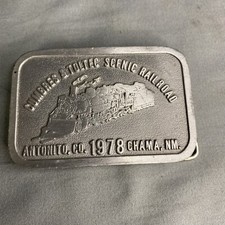 CUMBRES & TOLTEC SCENIC RAILROAD
ANTONITO, CO. 1978 CHAMA, NM.